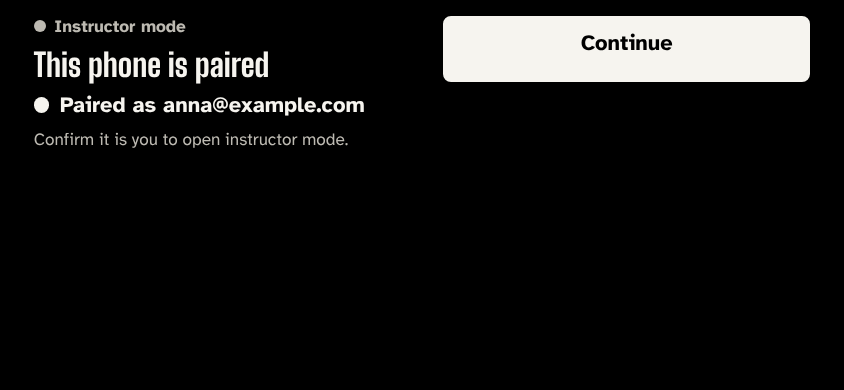 Instructor mode
This phone is paired
Paired as anna@example.com
Confirm it is you to open instructor mode.
Continue